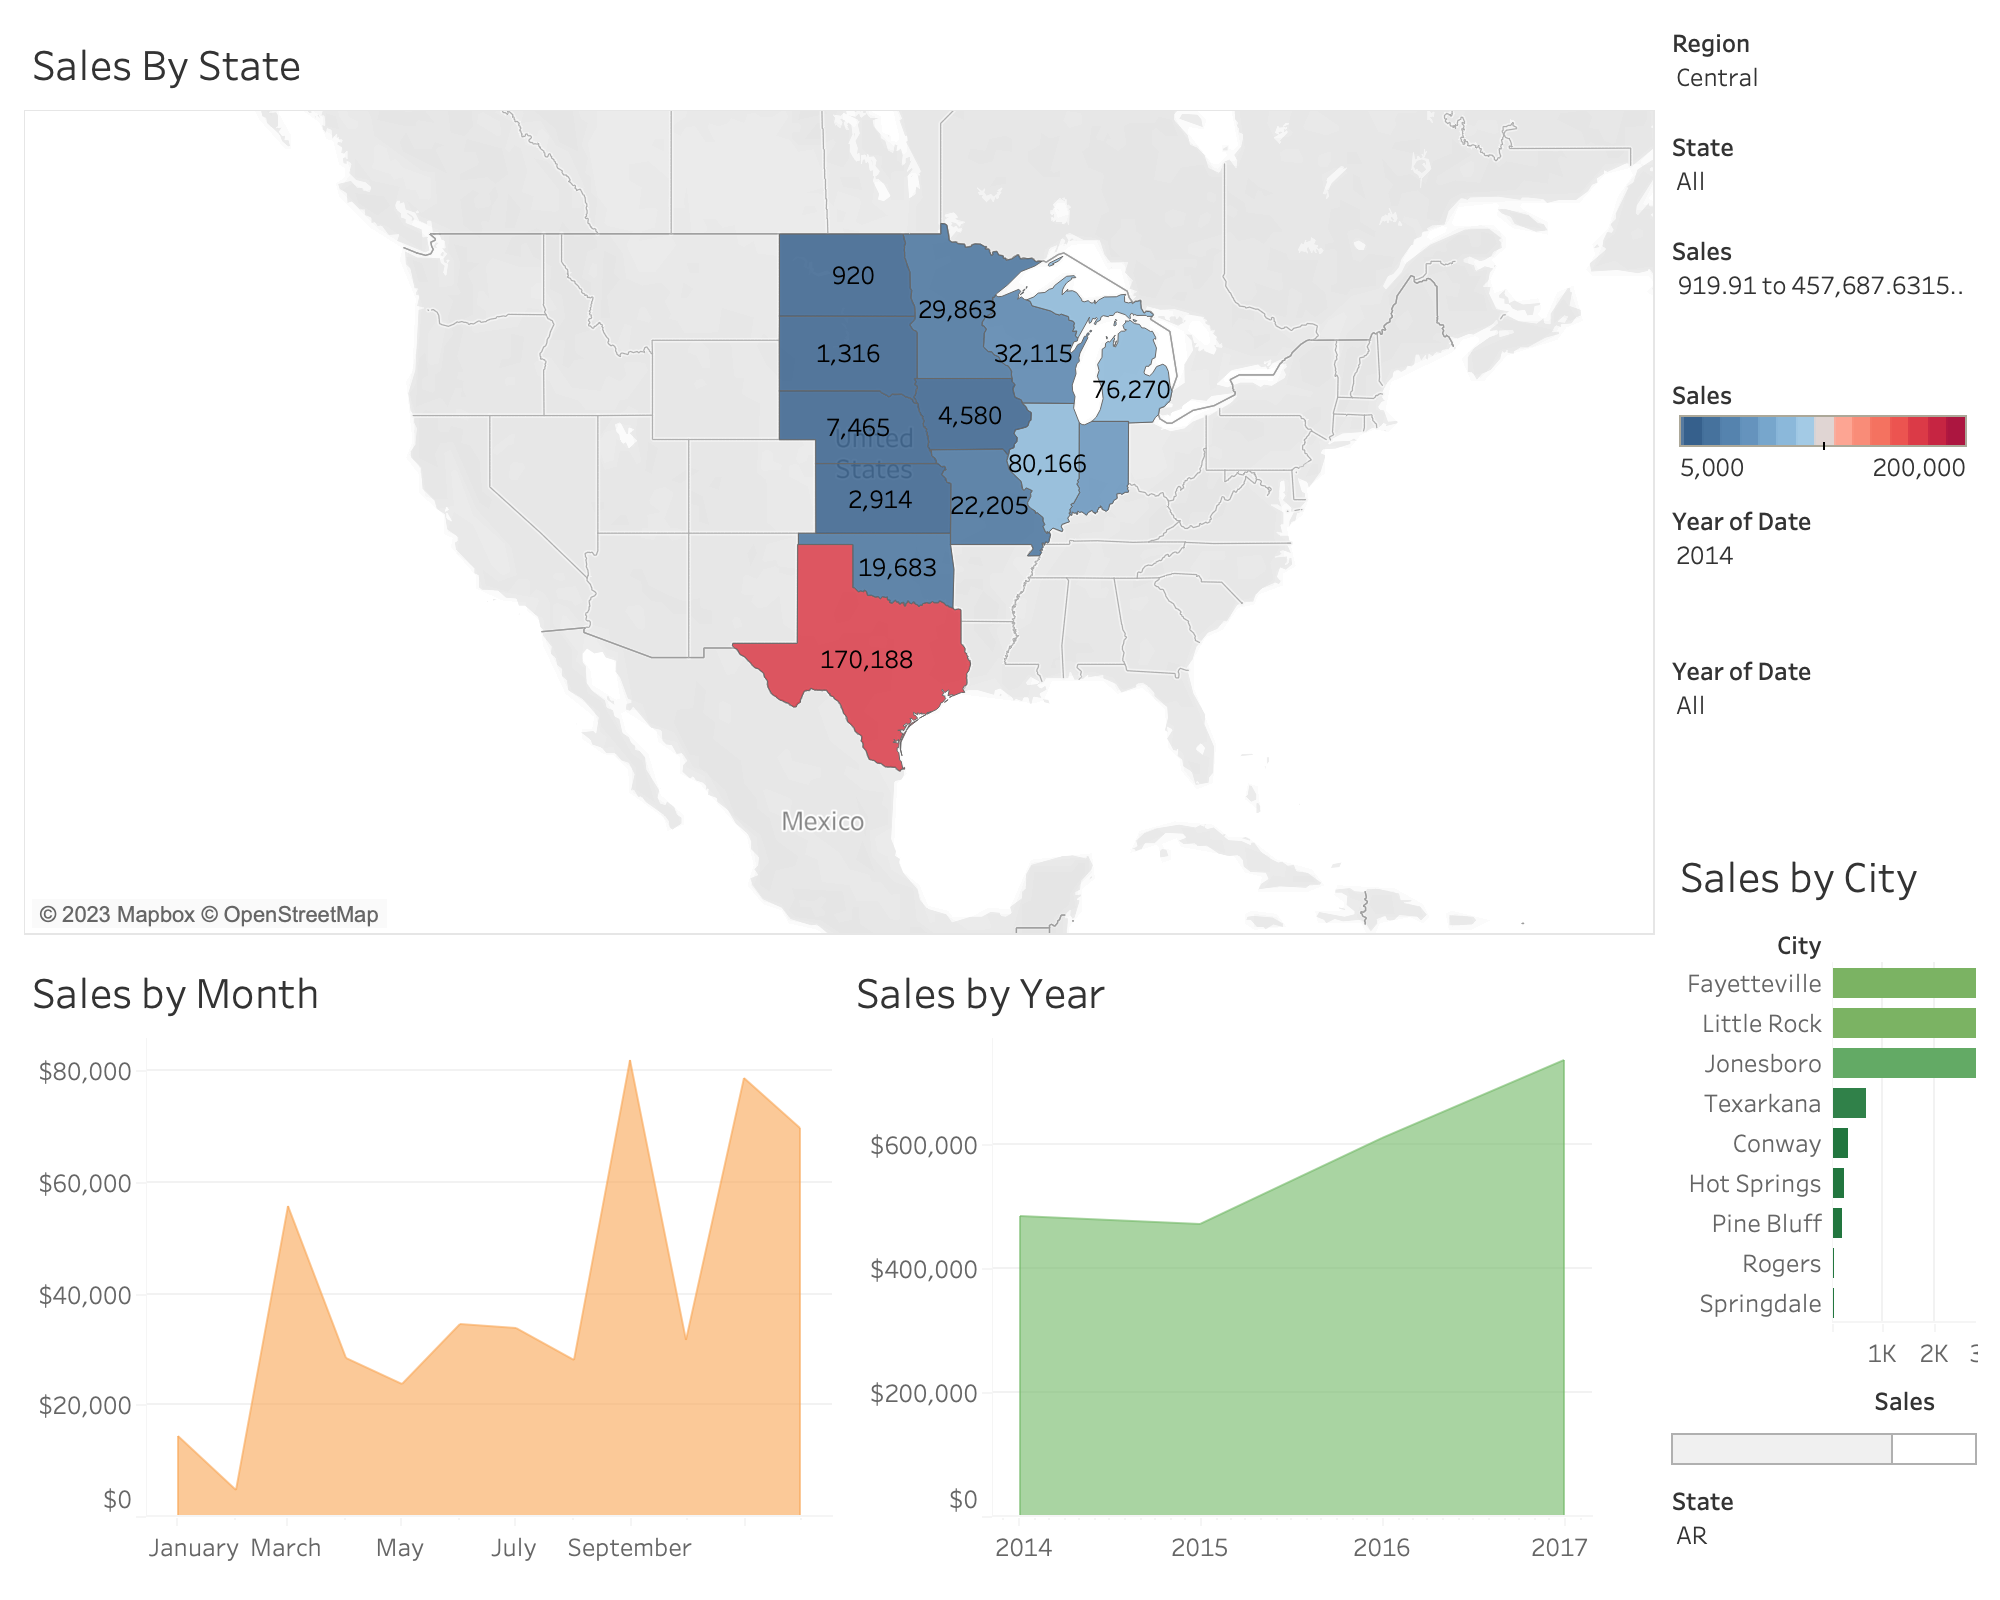 Sales By State
920
29,863
1,316
32,115
76,270
4,580
7,465
United
States
80,166
2,914
22,205
19,683
170,188
Mexico
© 2023 Mapbox © OpenStreetMap
Region
Central
State
All
Sales
919.91 to 457,687.6315..
Sales
5,000 200,000
Year of Date
2014
Year of Date
All
Sales by Month
$80,000
$60,000
$40,000
$20,000
$0
January March May July September
Sales by Year
$600,000
$400,000
$200,000
$0
2014 2015 2016 2017
Sales by City
City
Fayetteville
Little Rock
Jonesboro
Texarkana
Conway
Hot Springs
Pine Bluff
Rogers
Springdale
1K 2K
Sales
State
AR